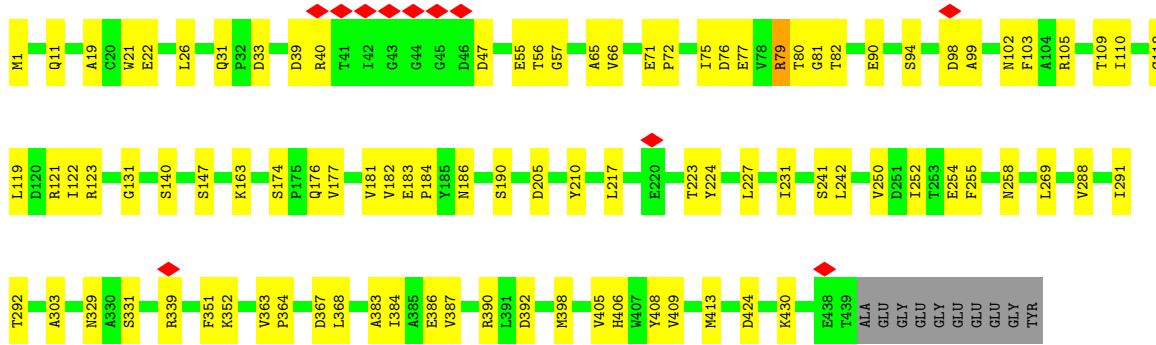 M1 Q11 A19 C20 W21 E22 L26 Q31 P32 D33 D39 R40 T41 I42 G43 G44 G45 D46 D47 E55 T56 G57 A65 V66 E71 P72 I75 D76 E77 V78 R79 T80 G81 T82 E90 S94 D98 A99 N102 F103 A104 R105 T109 I110
L119 D120 R121 I122 R123 G131 S140 S147 K163 S174 P175 Q176 V177 V181 V182 E183 P184 Y185 N186 S190 D205 Y210 L217 E220 T223 Y224 L227 I231 S241 L242 V250 D251 I252 T253 E254 F255 N258 L269 V288 I291
T292 A303 N329 A330 S331 R339 F351 K352 V363 P364 D367 L368 A383 I384 A385 E386 V387 R390 L391 D392 M398 V405 H406 W407 Y408 V409 M413 D424 K430 E438 T439 ALA GLU GLY GLU GLU GLY GLU GLU GLU GLY TYR